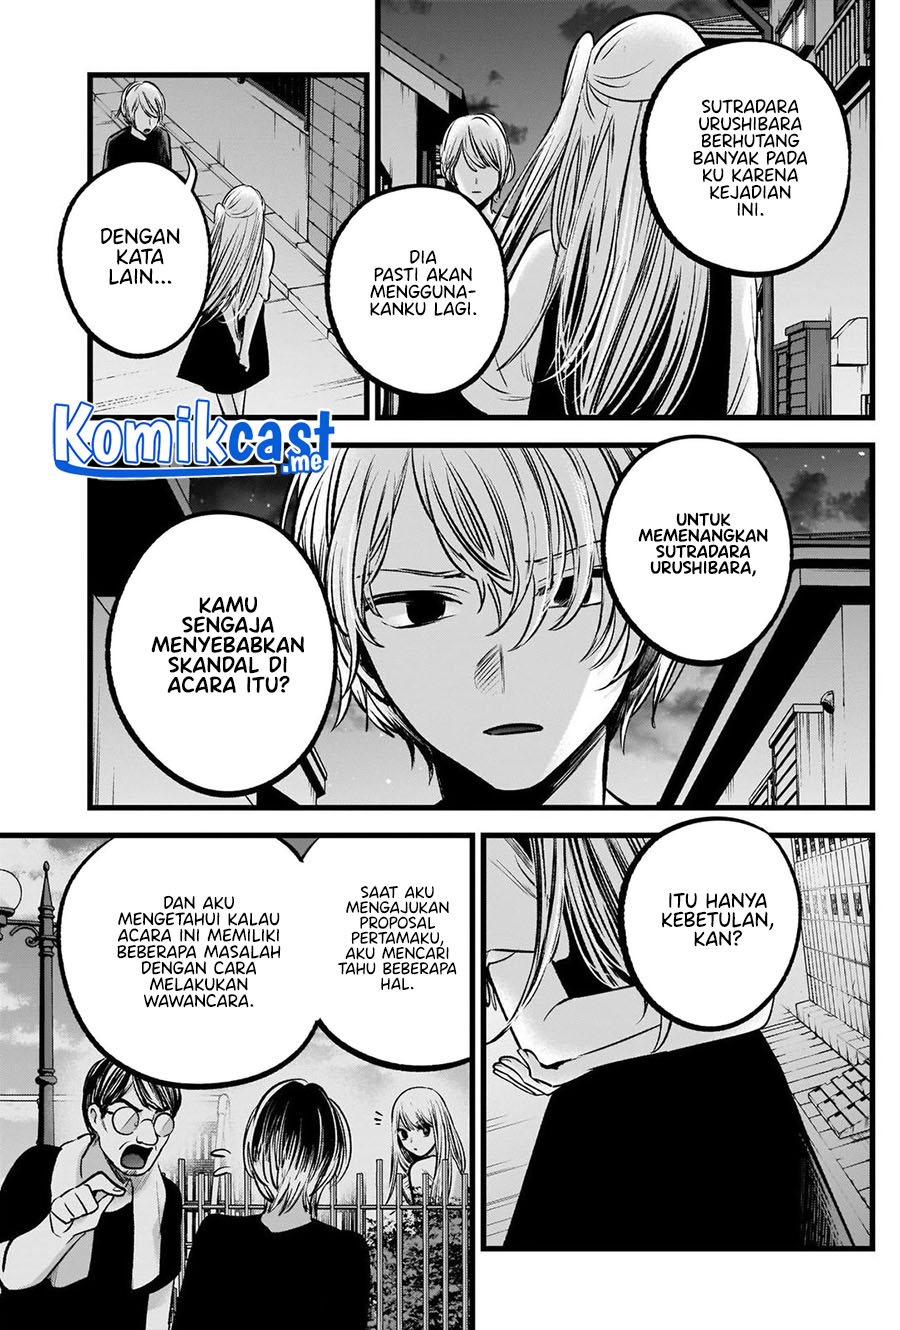 SUTRADARA
URUSHIBARA
BERHUTANG
BANYAK PADA
KU KARENA
KEJADIAN
INI.
DIA
PASTI AKAN
MENGGUNA-
KANKU LAGI.
DENGAN
KATA
LAIN...
Komikcast
.me
UNTUK
MEMENANGKAN
SUTRADARA
URUSHIBARA,
KAMU
SENGAJA
MENYEBABKAN
SKANDAL DI
ACARA ITU?
ITU HANYA
KEBETULAN,
KAN?
SAAT AKU
MENGAJUKAN
PROPOSAL
PERTAMAKU,
AKU MENCARI
TAHU BEBERAPA
HAL.
DAN AKU
MENGETAHUI KALAU
ACARA INI MEMILIKI
BEBERAPA MASALAH
DENGAN CARA
MELAKUKAN
WAWANCARA.